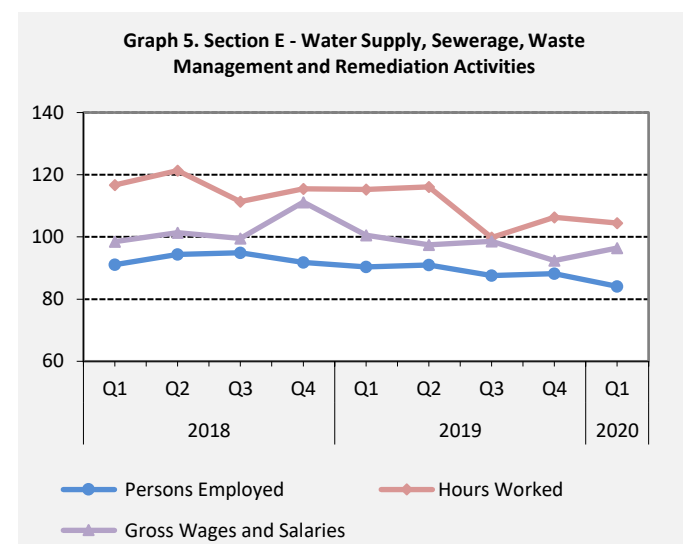 Graph 5. Section E - Water Supply, Sewerage, Waste
Management and Remediation Activities
140
120
100
80
60
Q1 Q2 Q3 Q4 Q1 Q2 Q3 Q4 Q1
2018 2019 2020
Persons Employed Hours Worked
Gross Wages and Salaries